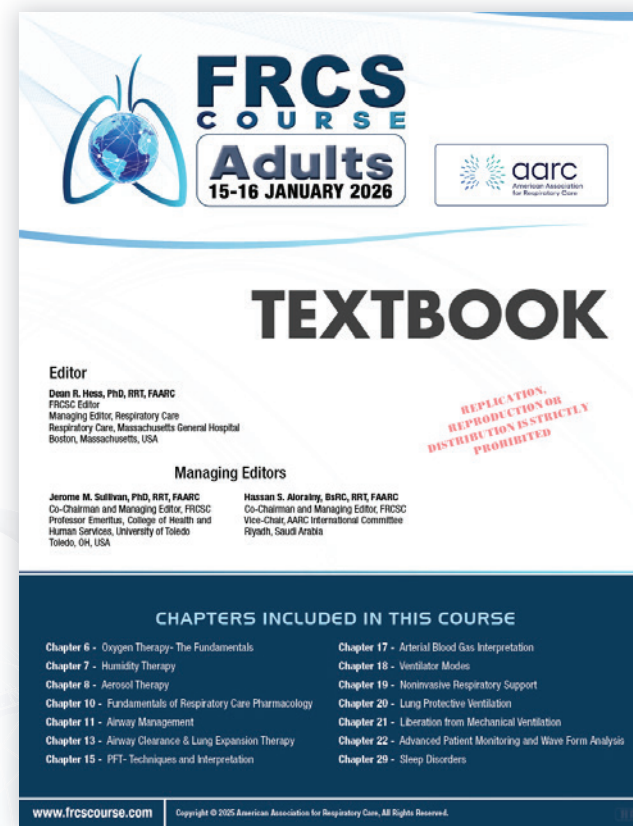 FRCS
COURSE
Adults
15-16 JANUARY 2026
aarc
American Association
for Respiratory Care
TEXTBOOK
Editor
Dean R. Hess, PhD, RRT, FAARC
FRCSC Editor
Managing Editor, Respiratory Care
Respiratory Care, Massachusetts General Hospital
Boston, Massachusetts, USA
REPLICATION,
REPRODUCTION OR
DISTRIBUTION IS STRICTLY
PROHIBITED
Managing Editors
Jerome M. Sullivan, PhD, RRT, FAARC
Co-Chairman and Managing Editor, FRCSC
Professor Emeritus, College of Health and
Human Services, University of Toledo
Toledo, OH, USA
Hassan S. Alorainy, BsRC, RRT, FAARC
Co-Chairman and Managing Editor, FRCSC
Vice-Chair, AARC International Committee
Riyadh, Saudi Arabia
CHAPTERS INCLUDED IN THIS COURSE
Chapter 6 - Oxygen Therapy- The Fundamentals
Chapter 7 - Humidity Therapy
Chapter 8 - Aerosol Therapy
Chapter 10 - Fundamentals of Respiratory Care Pharmacology
Chapter 11 - Airway Management
Chapter 13 - Airway Clearance & Lung Expansion Therapy
Chapter 15 - PFT- Techniques and Interpretation
Chapter 17 - Arterial Blood Gas Interpretation
Chapter 18 - Ventilator Modes
Chapter 19 - Noninvasive Respiratory Support
Chapter 20 - Lung Protective Ventilation
Chapter 21 - Liberation from Mechanical Ventilation
Chapter 22 - Advanced Patient Monitoring and Wave Form Analysis
Chapter 29 - Sleep Disorders
www.frcscourse.com
Copyright © 2025 American Association for Respiratory Care, All Rights Reserved.